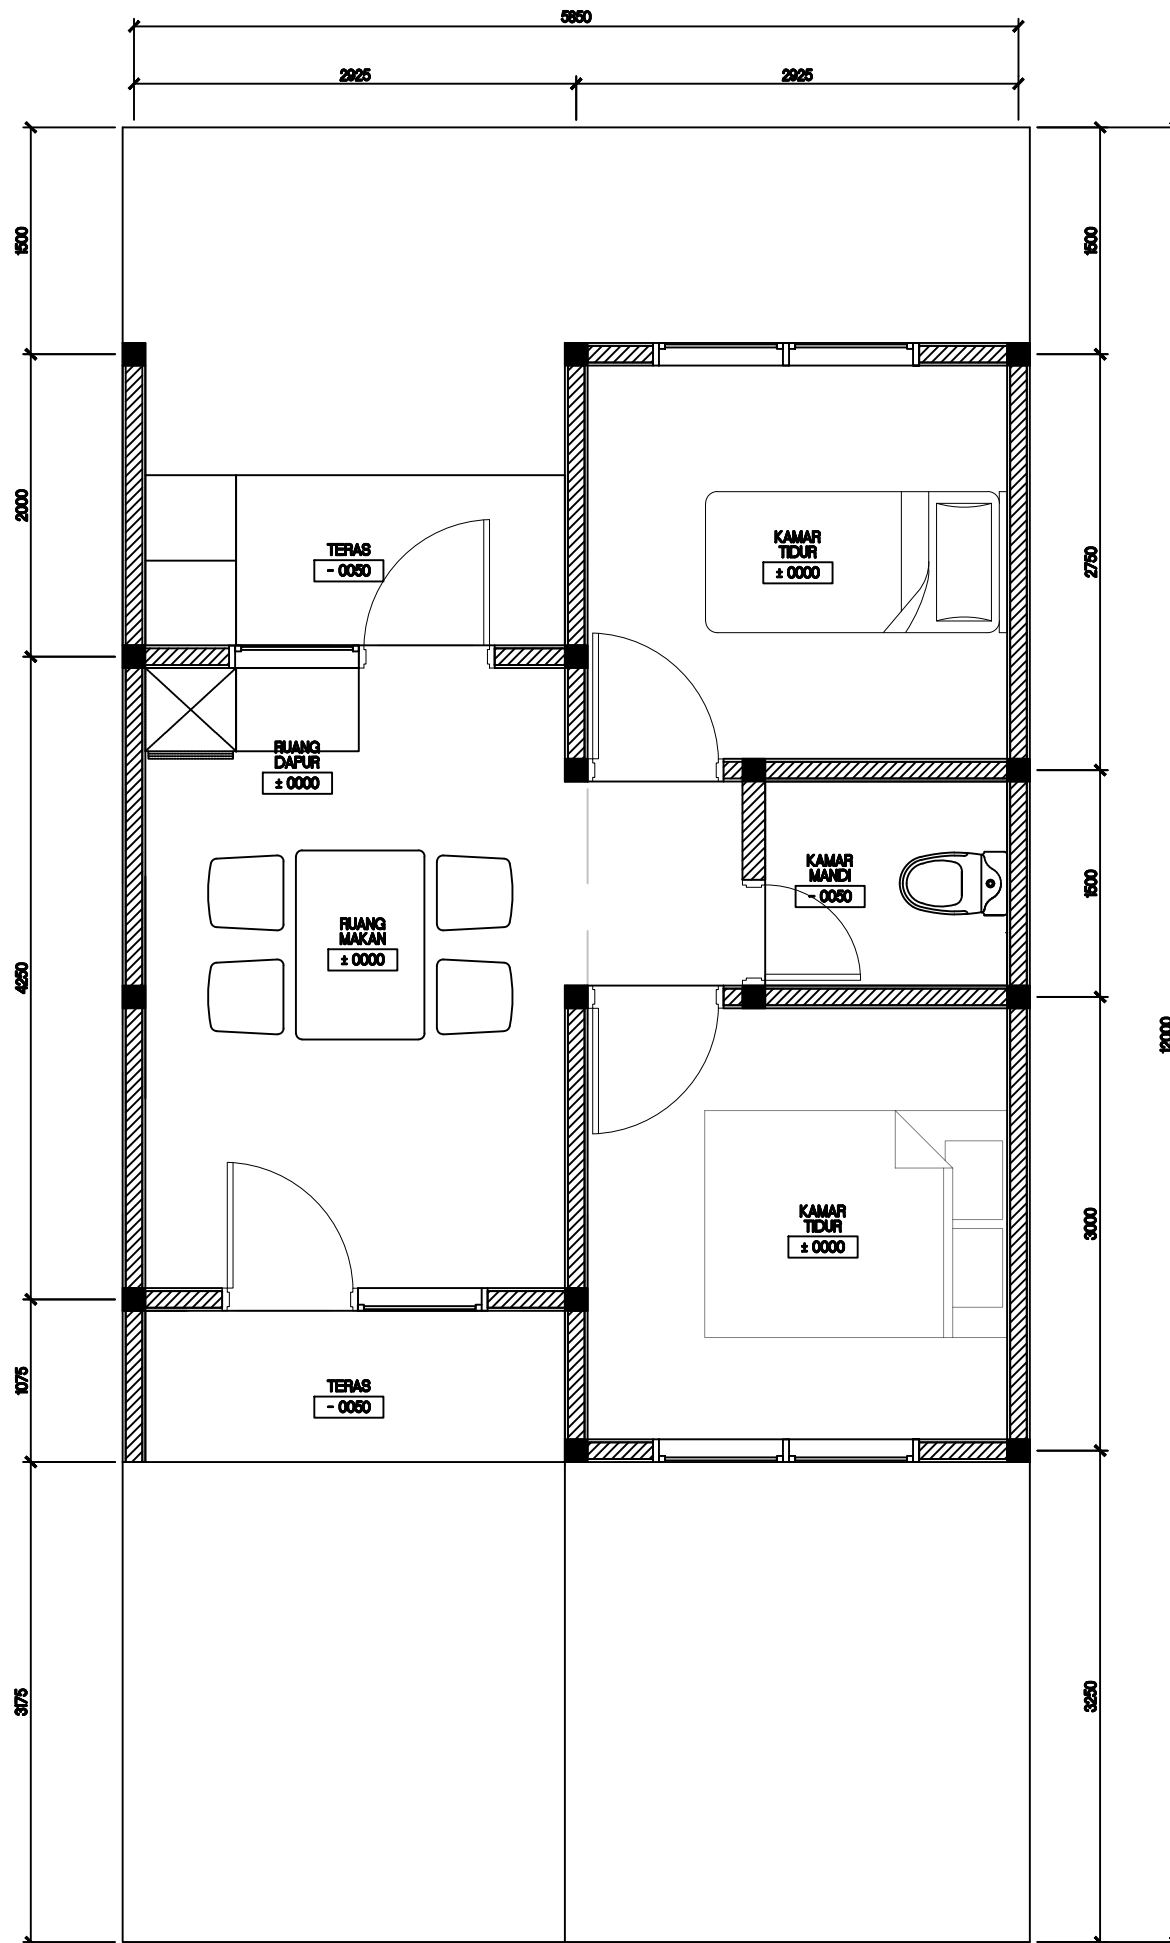 5850
2925
2925
1500
1500
2000
TERAS
- 0050
KAMAR
TIDUR
± 0000
2750
RUANG
DAPUR
± 0000
KAMAR
MANDI
- 0050
1500
RUANG
MAKAN
± 0000
4250
12000
KAMAR
TIDUR
± 0000
3000
1075
TERAS
- 0050
3175
3250